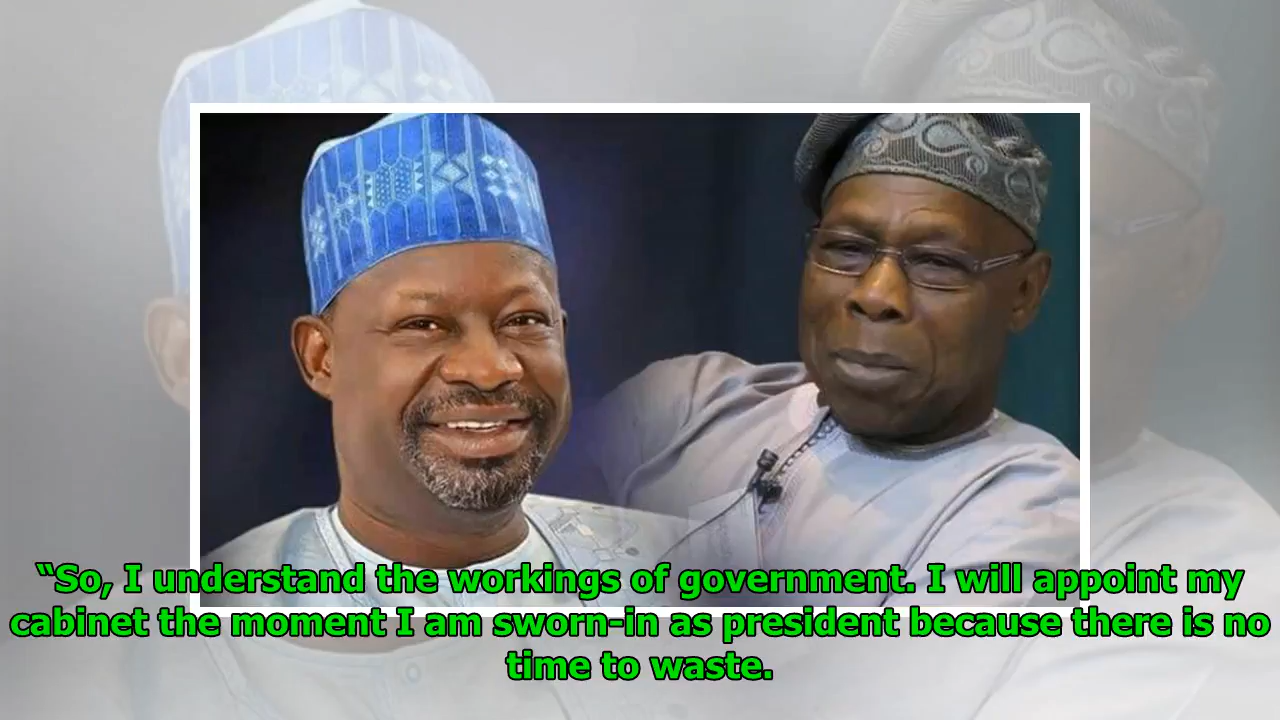 “So, I understand the workings of government. I will appoint my
cabinet the moment I am sworn-in as president because there is no
time to waste.